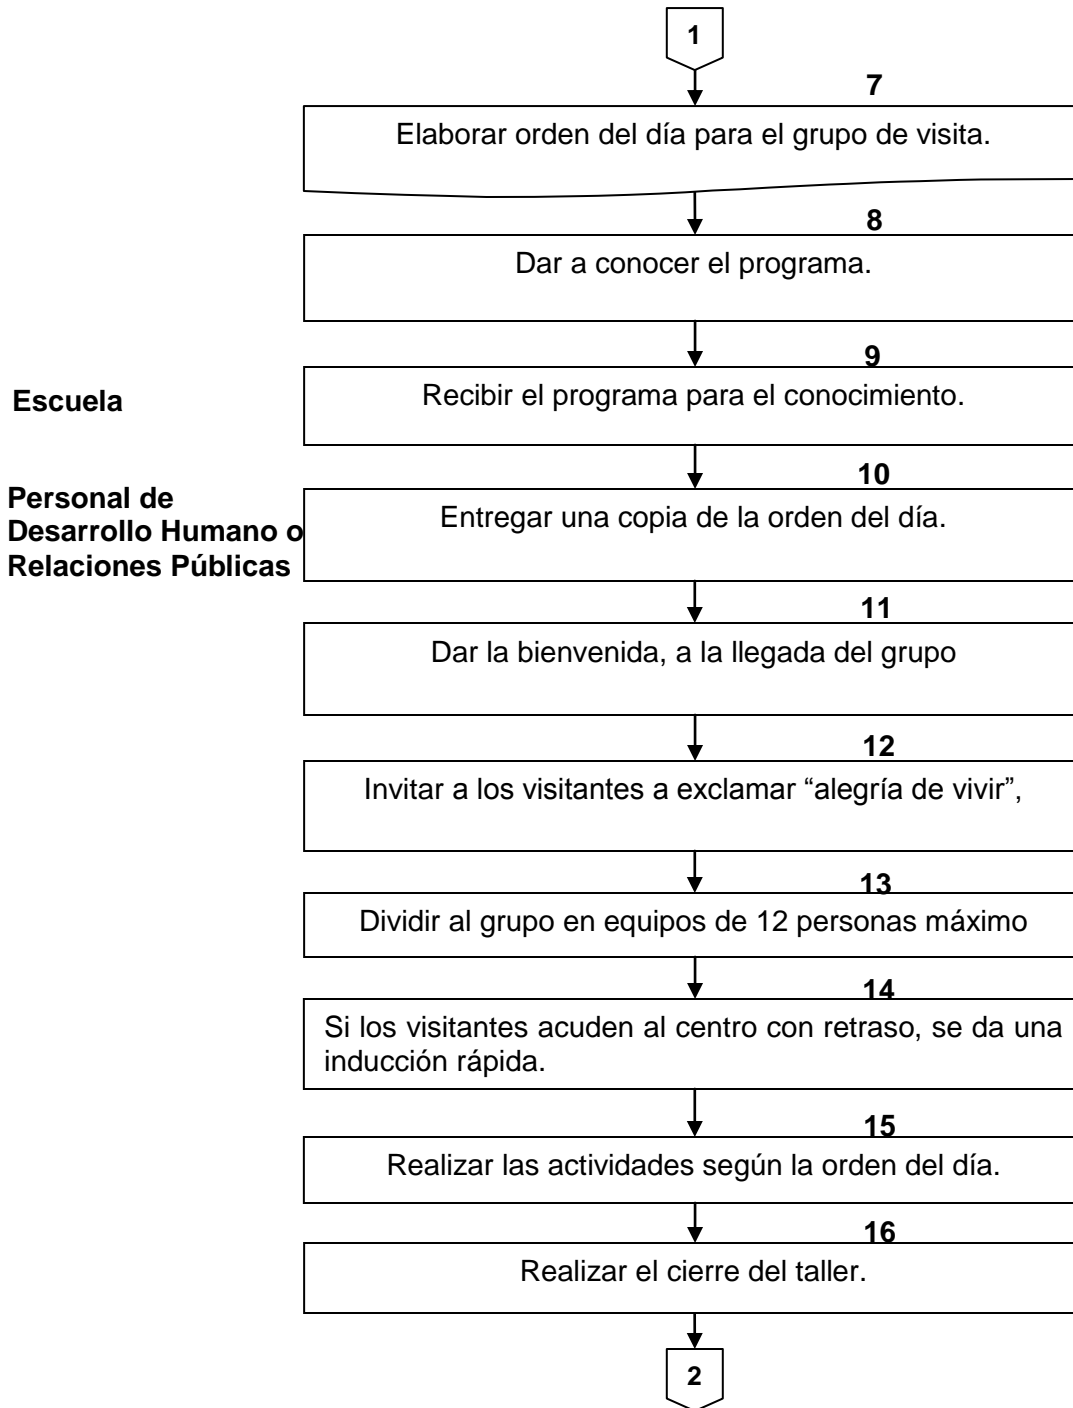 1
7
Elaborar orden del día para el grupo de visita.
8
Dar a conocer el programa.
9
Escuela
Recibir el programa para el conocimiento.
10
Personal de
Desarrollo Humano o
Relaciones Públicas
Entregar una copia de la orden del día.
11
Dar la bienvenida, a la llegada del grupo
12
Invitar a los visitantes a exclamar “alegría de vivir”,
13
Dividir al grupo en equipos de 12 personas máximo
14
Si los visitantes acuden al centro con retraso, se da una
inducción rápida.
15
Realizar las actividades según la orden del día.
16
Realizar el cierre del taller.
2